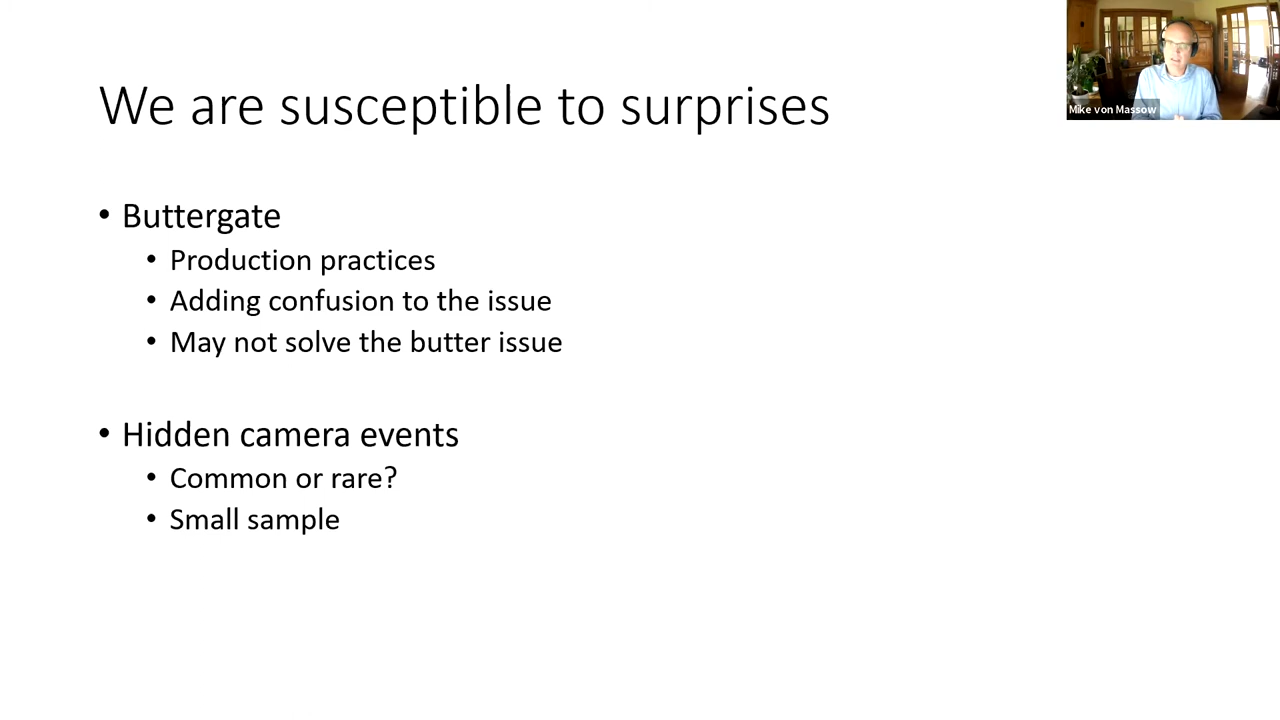 We are susceptible to surprises
Mike von Massow
• Buttergate
• Production practices
• Adding confusion to the issue
• May not solve the butter issue
• Hidden camera events
• Common or rare?
• Small sample